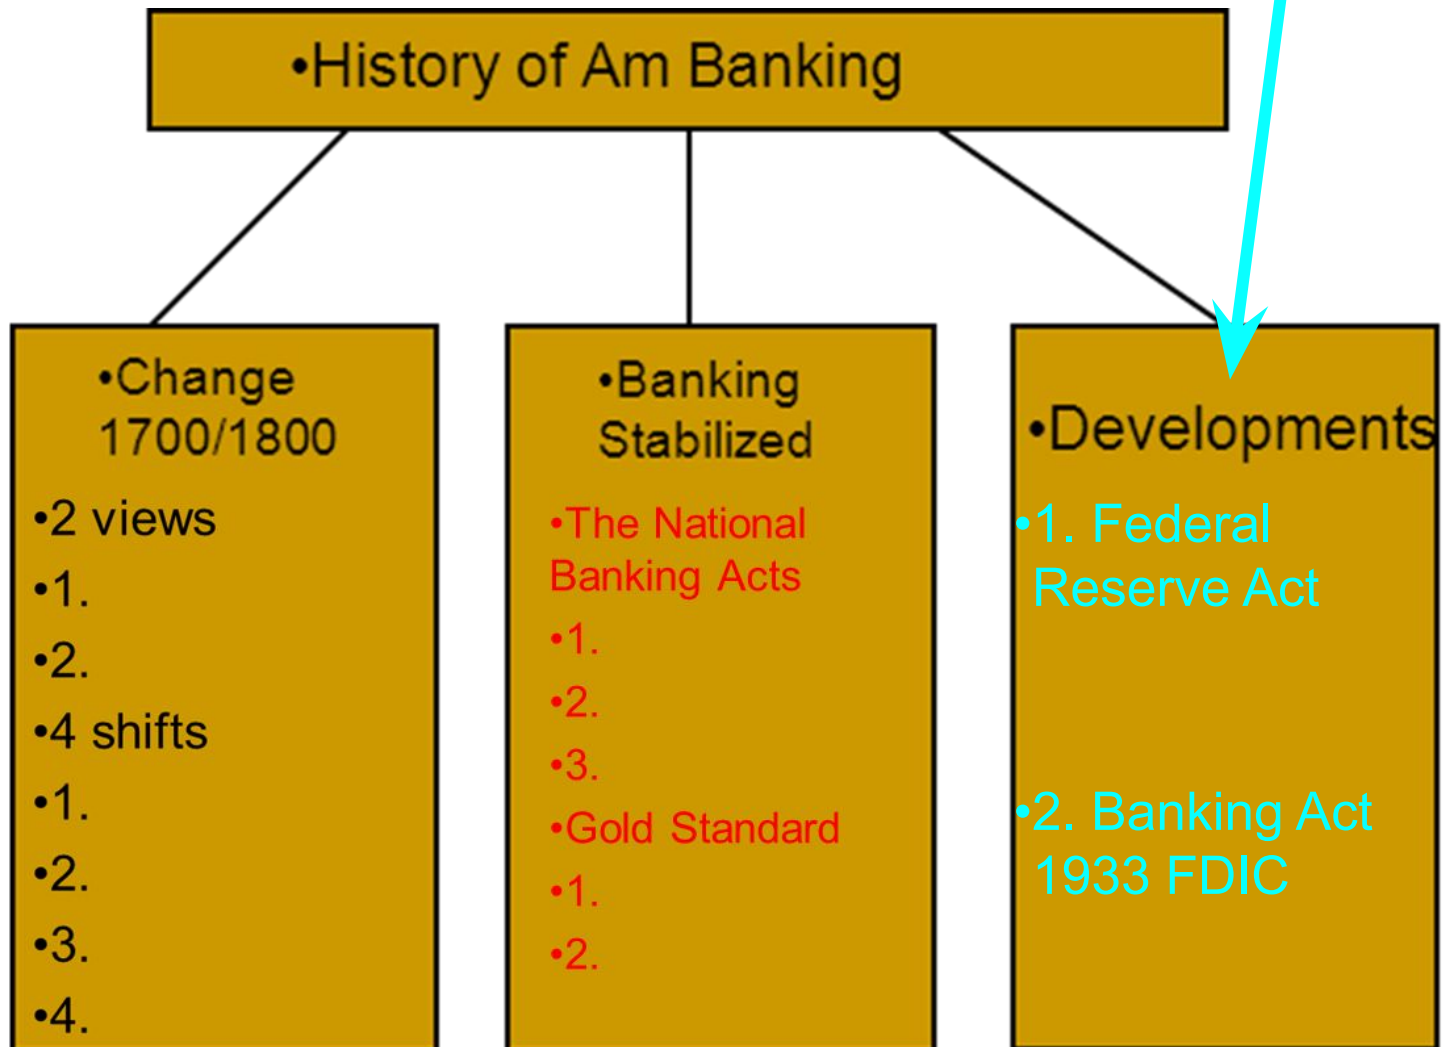 •History of Am Banking
•Change
1700/1800
•2 views
•1.
•2.
•4 shifts
•1.
•2.
•3.
•4.
•Banking
Stabilized
•The National
Banking Acts
•1.
•2.
•3.
•Gold Standard
•1.
•2.
•Developments
•1. Federal
Reserve Act
•2. Banking Act
1933 FDIC